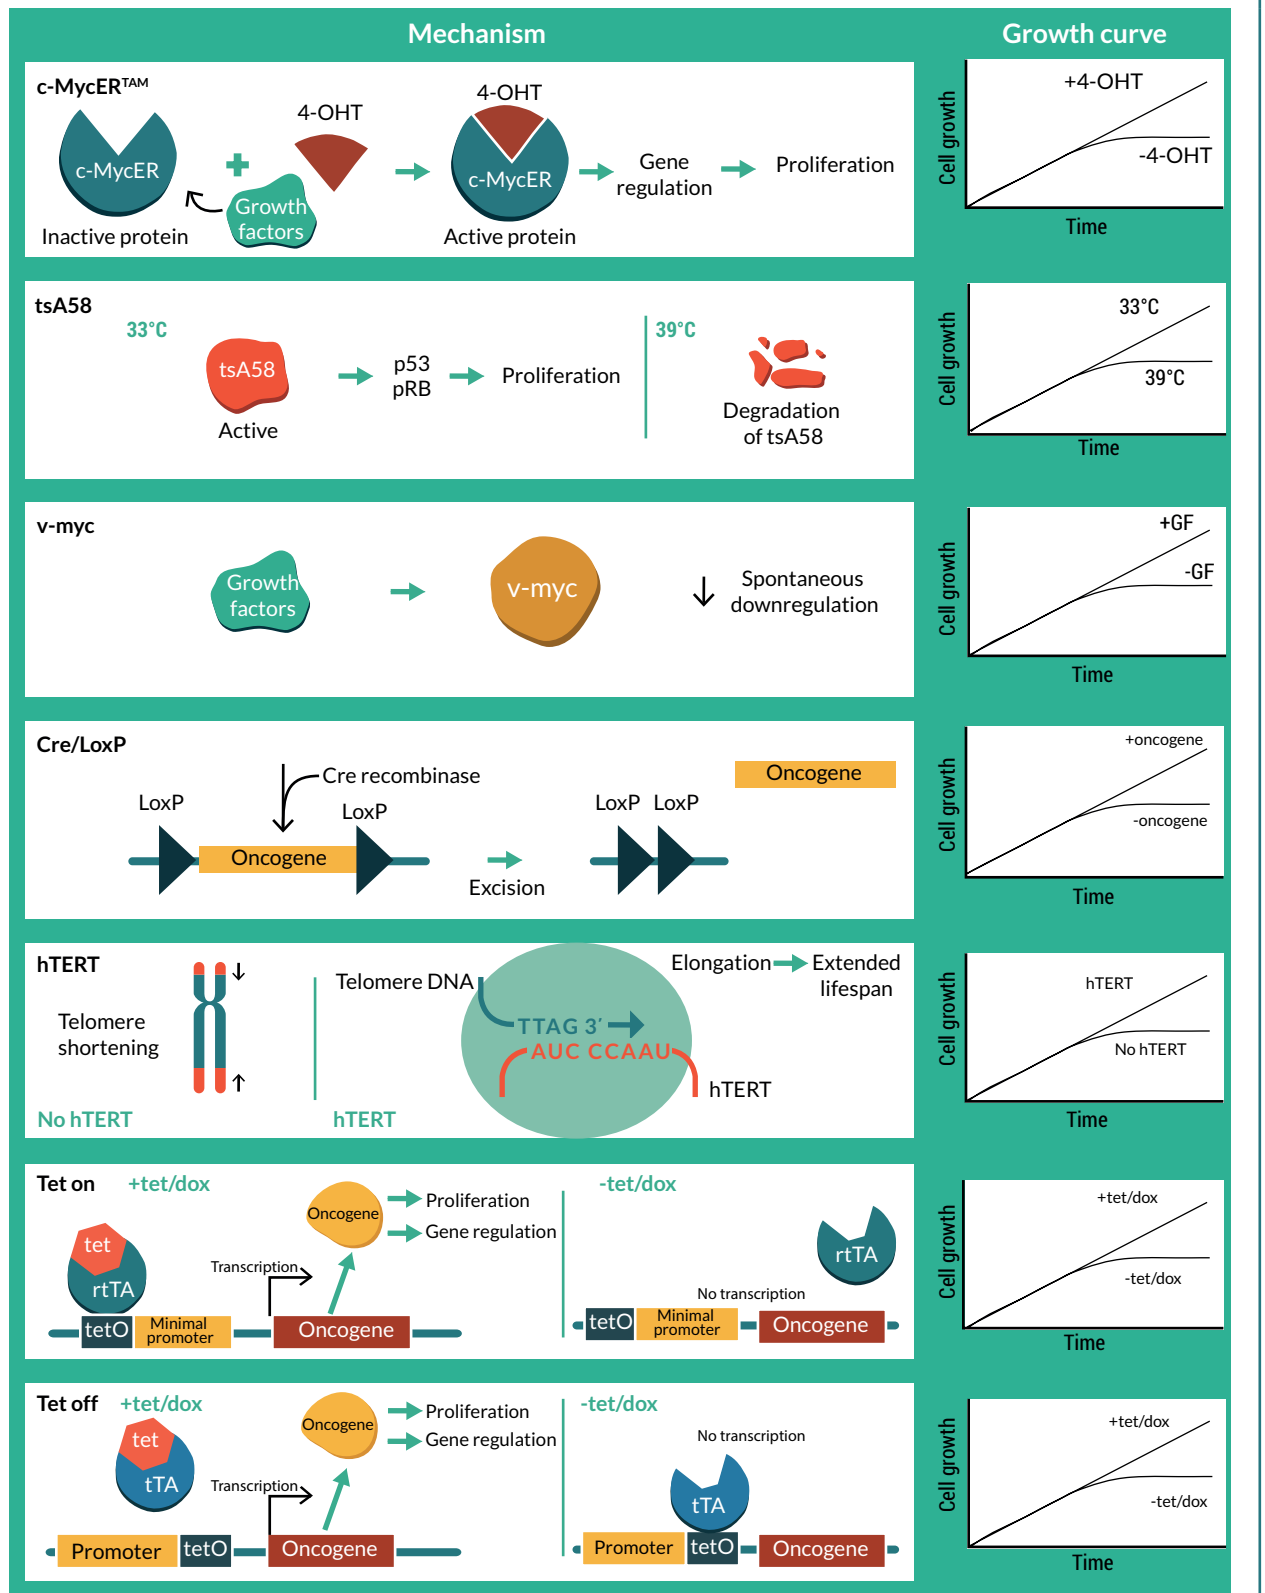 Mechanism
Growth curve
c-MycERTAM
4-OHT
4-OHT
c-MycER
c-MycER
Growth
factors
Inactive protein
Active protein
Gene
regulation
Proliferation
+4-OHT
-4-OHT
Cell growth
Time
tsA58
33°C
tsA58
Active
p53
pRB
Proliferation
39°C
Degradation
of tsA58
33°C
39°C
Cell growth
Time
v-myc
Growth
factors
v-myc
Spontaneous
downregulation
+GF
-GF
Cell growth
Time
Cre/LoxP
Cre recombinase
LoxP
LoxP
Oncogene
Excision
LoxP LoxP
Oncogene
+oncogene
-oncogene
Cell growth
Time
hTERT
Telomere
shortening
No hTERT
Telomere DNA
TTAG 3′
AUC CCAAU
hTERT
hTERT
Elongation
Extended
lifespan
hTERT
No hTERT
Cell growth
Time
Tet on
+tet/dox
tet
rtTA
tetO
Minimal
promoter
Transcription
Oncogene
Oncogene
Proliferation
Gene regulation
-tet/dox
rtTA
No transcription
tetO
Minimal
promoter
Oncogene
+tet/dox
-tet/dox
Cell growth
Time
Tet off
+tet/dox
tet
tTA
Promoter
tetO
Transcription
Oncogene
Oncogene
Proliferation
Gene regulation
-tet/dox
No transcription
tTA
Promoter
tetO
Oncogene
+tet/dox
-tet/dox
Cell growth
Time